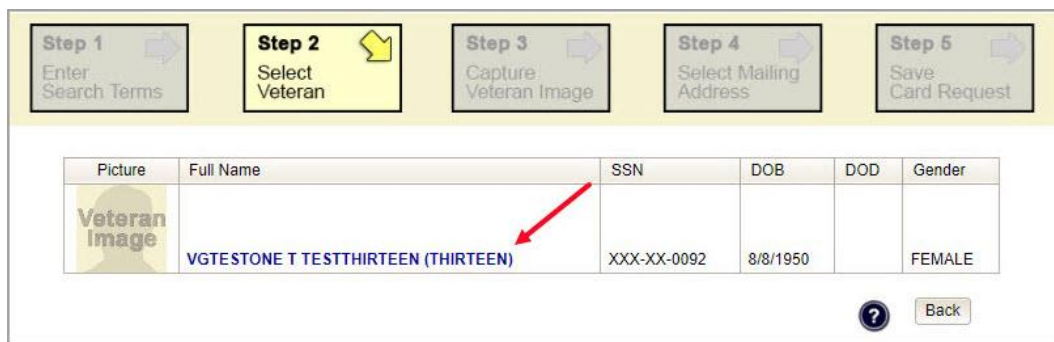 Step 1
Enter
Search Terms
Step 2
Select
Veteran
Step 3
Capture
Veteran Image
Step 4
Select Mailing
Address
Step 5
Save
Card Request
Picture Full Name SSN DOB DOD Gender
Veteran
Image
VGTESTONE T TESTTHIRTEEN (THIRTEEN) XXX-XX-0092 8/8/1950 FEMALE
? Back